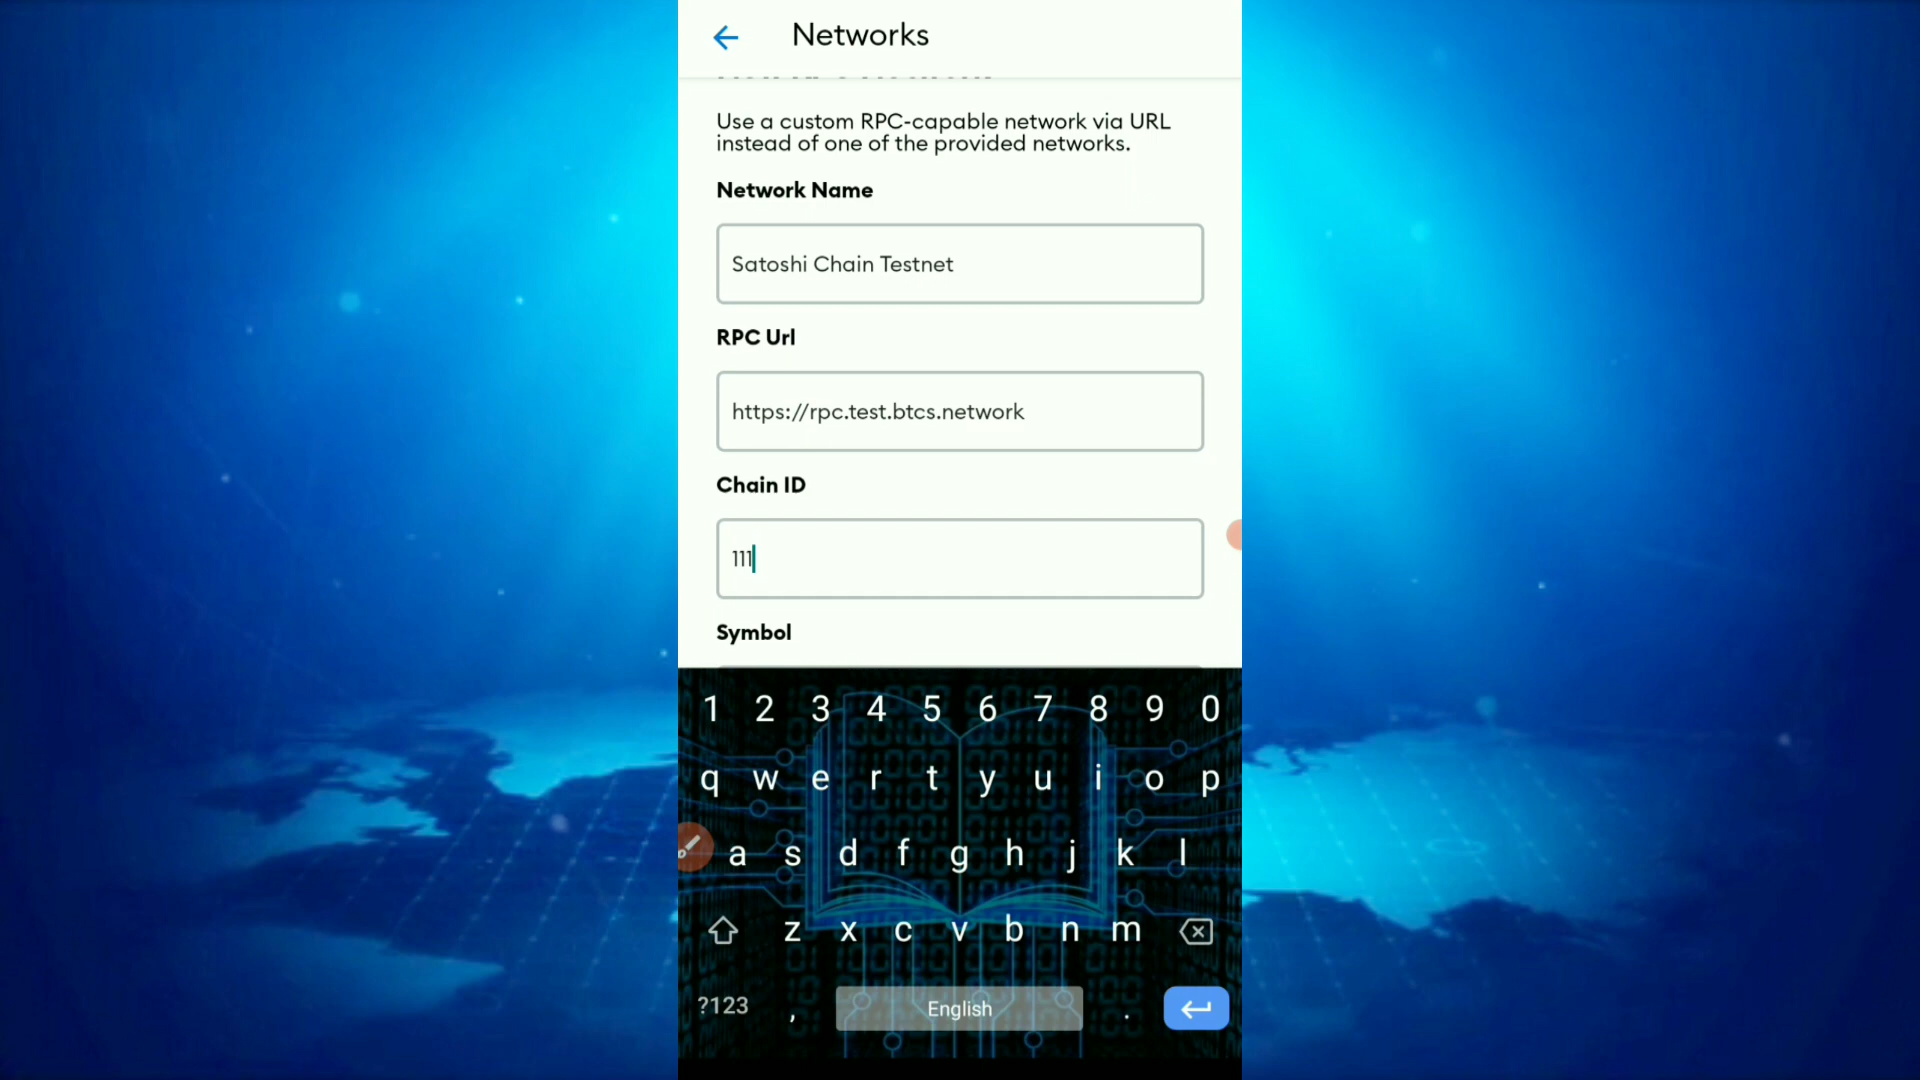 Networks
Use a custom RPC-capable network via URL
instead of one of the provided networks.
Network Name
Satoshi Chain Testnet
RPC Url
https://rpc.test.btcs.network
Chain ID
111
Symbol
1 2 3 4 5 6 7 8 9 0
q w e r t y u i o p
a s d f g h j k l
z x c v b n m
?123 , English .